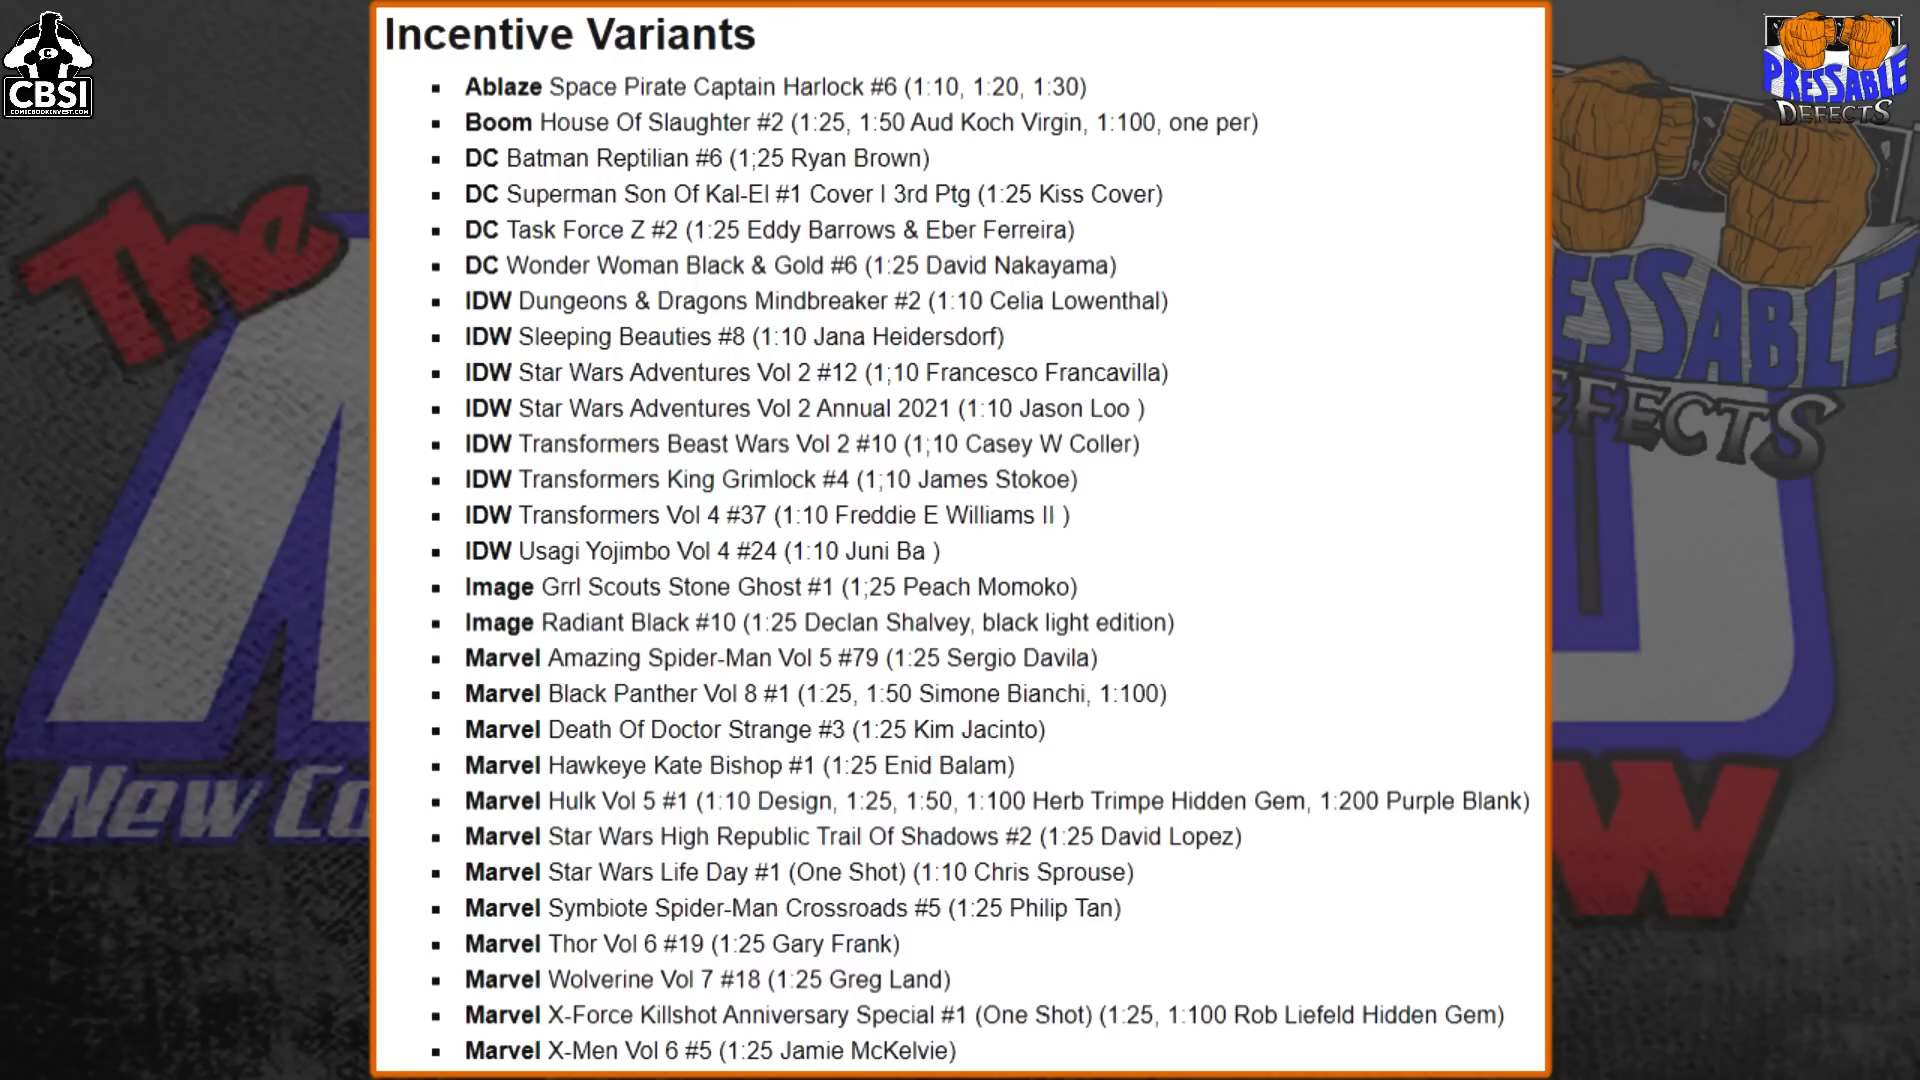 Incentive Variants
CBSI
COMICBOOKINVEST.COM
PRESSABLE
DEFECTS
▪ Ablaze Space Pirate Captain Harlock #6 (1:10, 1:20, 1:30)
▪ Boom House Of Slaughter #2 (1:25, 1:50 Aud Koch Virgin, 1:100, one per)
▪ DC Batman Reptilian #6 (1;25 Ryan Brown)
▪ DC Superman Son Of Kal-El #1 Cover I 3rd Ptg (1:25 Kiss Cover)
▪ DC Task Force Z #2 (1:25 Eddy Barrows & Eber Ferreira)
▪ DC Wonder Woman Black & Gold #6 (1:25 David Nakayama)
▪ IDW Dungeons & Dragons Mindbreaker #2 (1:10 Celia Lowenthal)
▪ IDW Sleeping Beauties #8 (1:10 Jana Heidersdorf)
▪ IDW Star Wars Adventures Vol 2 #12 (1;10 Francesco Francavilla)
▪ IDW Star Wars Adventures Vol 2 Annual 2021 (1:10 Jason Loo )
▪ IDW Transformers Beast Wars Vol 2 #10 (1;10 Casey W Coller)
▪ IDW Transformers King Grimlock #4 (1;10 James Stokoe)
▪ IDW Transformers Vol 4 #37 (1:10 Freddie E Williams II )
▪ IDW Usagi Yojimbo Vol 4 #24 (1:10 Juni Ba )
▪ Image Grrl Scouts Stone Ghost #1 (1;25 Peach Momoko)
▪ Image Radiant Black #10 (1:25 Declan Shalvey, black light edition)
▪ Marvel Amazing Spider-Man Vol 5 #79 (1:25 Sergio Davila)
▪ Marvel Black Panther Vol 8 #1 (1:25, 1:50 Simone Bianchi, 1:100)
▪ Marvel Death Of Doctor Strange #3 (1:25 Kim Jacinto)
▪ Marvel Hawkeye Kate Bishop #1 (1:25 Enid Balam)
▪ Marvel Hulk Vol 5 #1 (1:10 Design, 1:25, 1:50, 1:100 Herb Trimpe Hidden Gem, 1:200 Purple Blank)
▪ Marvel Star Wars High Republic Trail Of Shadows #2 (1:25 David Lopez)
▪ Marvel Star Wars Life Day #1 (One Shot) (1:10 Chris Sprouse)
▪ Marvel Symbiote Spider-Man Crossroads #5 (1:25 Philip Tan)
▪ Marvel Thor Vol 6 #19 (1:25 Gary Frank)
▪ Marvel Wolverine Vol 7 #18 (1:25 Greg Land)
▪ Marvel X-Force Killshot Anniversary Special #1 (One Shot) (1:25, 1:100 Rob Liefeld Hidden Gem)
▪ Marvel X-Men Vol 6 #5 (1:25 Jamie McKelvie)
The
New Co
ESSABLE
EFECTS
W